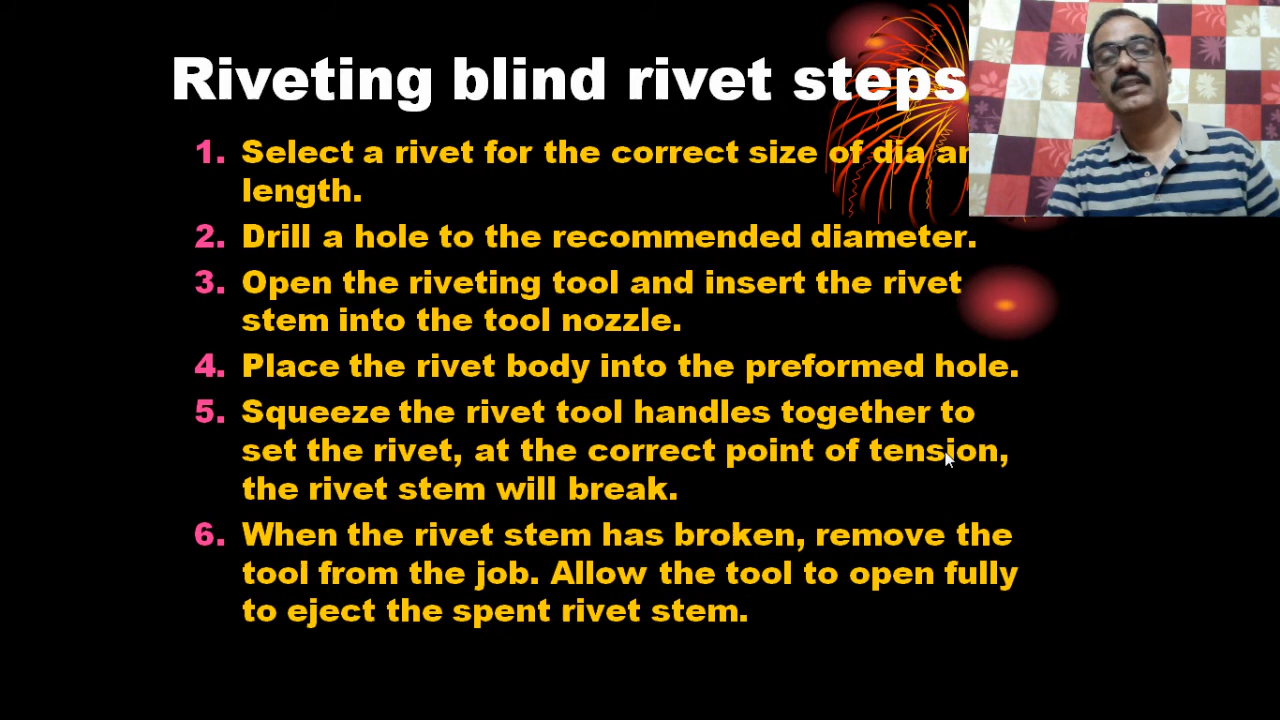 Riveting blind rivet steps
1. Select a rivet for the correct size of dia
length.
2. Drill a hole to the recommended diameter.
3. Open the riveting tool and insert the rivet
stem into the tool nozzle.
4. Place the rivet body into the preformed hole.
5. Squeeze the rivet tool handles together to
set the rivet, at the correct point of tension,
the rivet stem will break.
6. When the rivet stem has broken, remove the
tool from the job. Allow the tool to open fully
to eject the spent rivet stem.